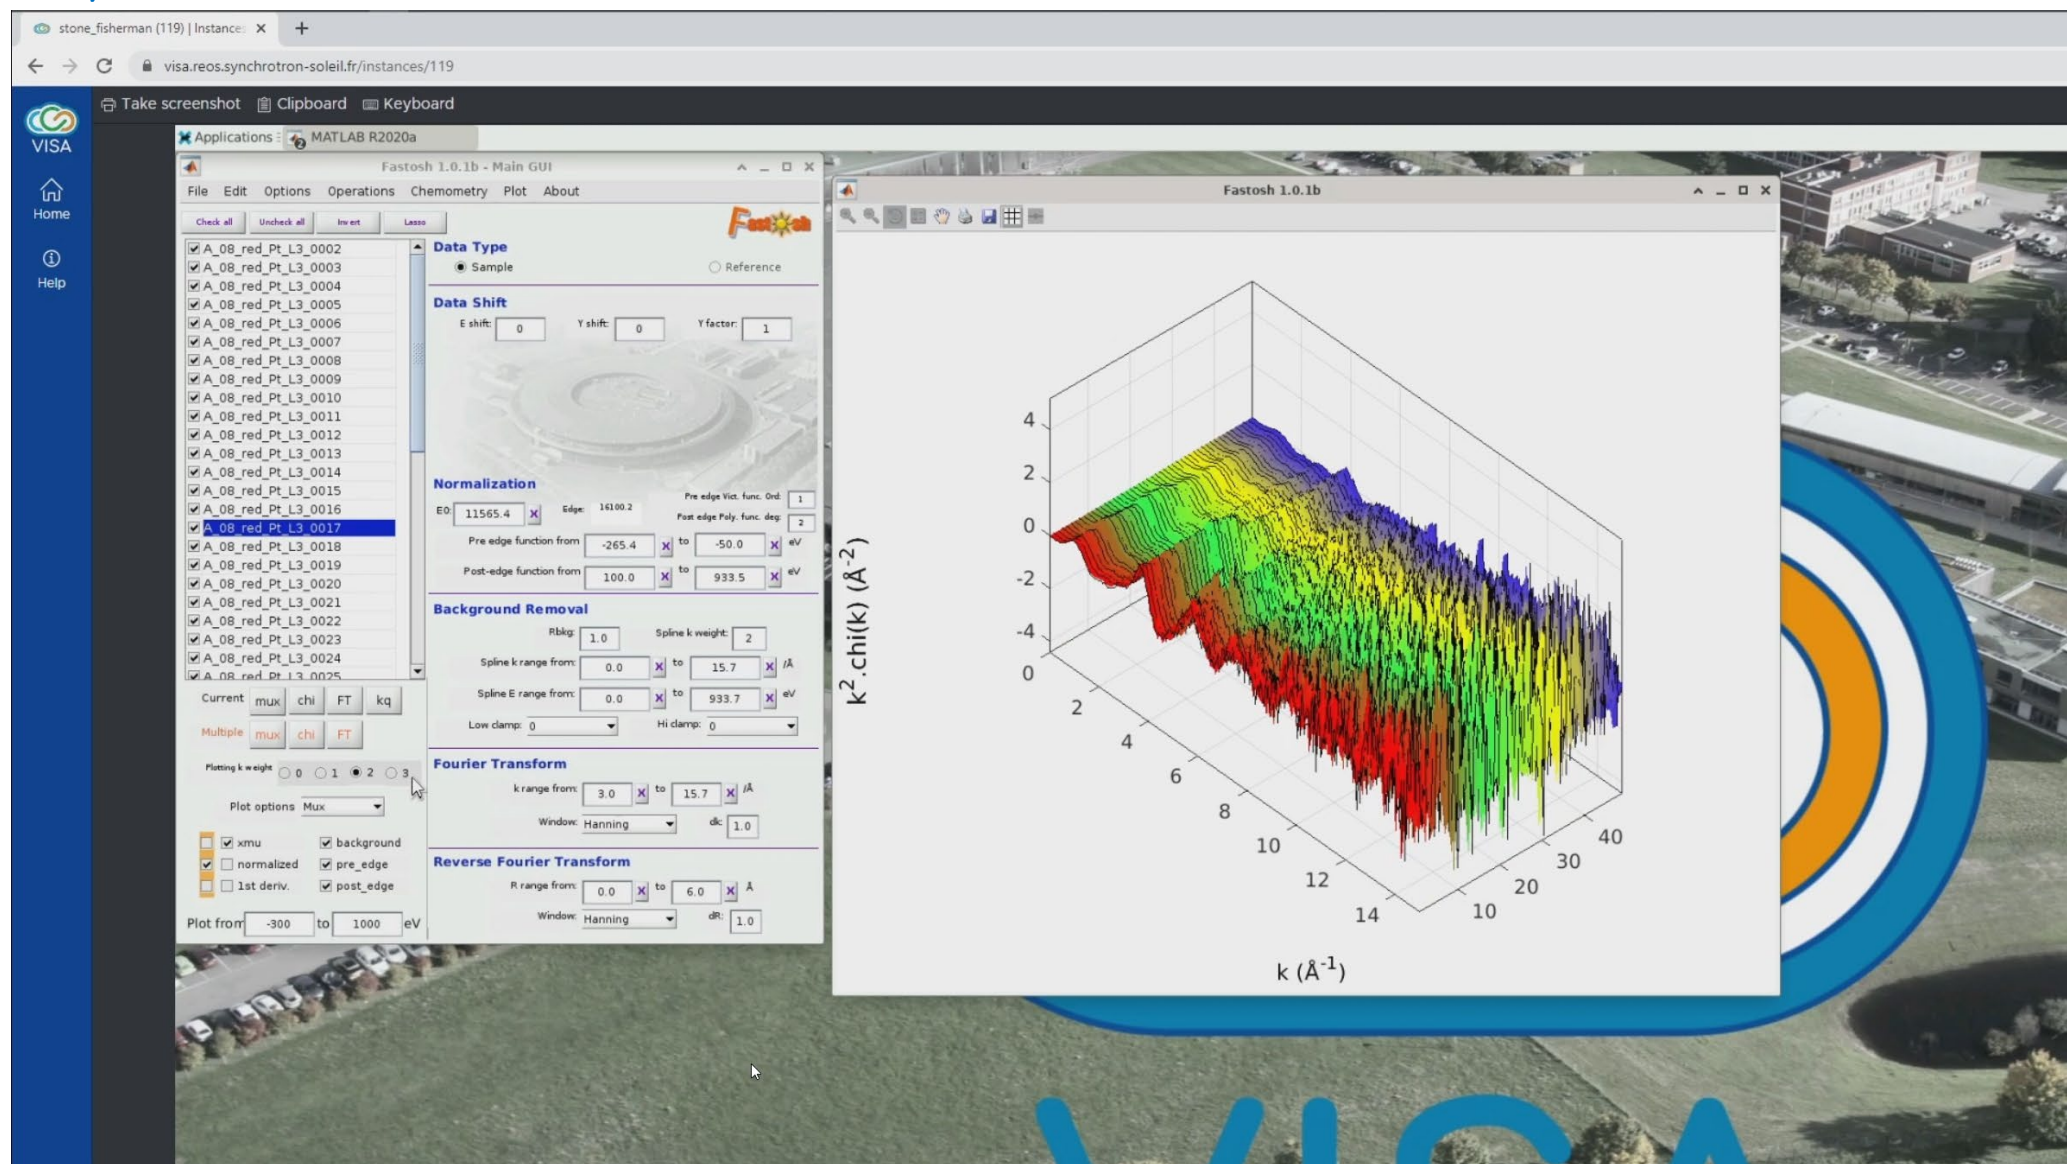 stone_fisherman (119) | Instances
visa.reos.synchrotron-soleil.fr/instances/119
Take screenshot Clipboard Keyboard
VISA
Home
Help
Applications MATLAB R2020a
Fastosh 1.0.1b - Main GUI
File Edit Options Operations Chemometry Plot About
Check all Uncheck all Invert Lasso
Fastosh
A_08_red_Pt_L3_0002
A_08_red_Pt_L3_0003
A_08_red_Pt_L3_0004
A_08_red_Pt_L3_0005
A_08_red_Pt_L3_0006
A_08_red_Pt_L3_0007
A_08_red_Pt_L3_0008
A_08_red_Pt_L3_0009
A_08_red_Pt_L3_0010
A_08_red_Pt_L3_0011
A_08_red_Pt_L3_0012
A_08_red_Pt_L3_0013
A_08_red_Pt_L3_0014
A_08_red_Pt_L3_0015
A_08_red_Pt_L3_0016
A_08_red_Pt_L3_0017
A_08_red_Pt_L3_0018
A_08_red_Pt_L3_0019
A_08_red_Pt_L3_0020
A_08_red_Pt_L3_0021
A_08_red_Pt_L3_0022
A_08_red_Pt_L3_0023
A_08_red_Pt_L3_0024
A_08_red_Pt_L3_0025
Current mux chi FT kq
Multiple mux chi FT
Plotting k weight 0 1 2 3
Plot options Mux
xmu background
normalized pre_edge
1st deriv. post_edge
Plot from -300 to 1000 eV
Data Type
Sample Reference
Data Shift
E shift: 0 Y shift: 0 Y factor: 1
Normalization
Pre edge Vict. func. Ord: 1
E0: 11565.4 X Edge: 16100.2
Post edge Poly. func. deg: 2
Pre edge function from -265.4 X to -50.0 X eV
Post-edge function from 100.0 X to 933.5 X eV
Background Removal
Rbkg: 1.0 Spline k weight: 2
Spline k range from: 0.0 X to 15.7 X /Å
Spline E range from: 0.0 X to 933.7 X eV
Low clamp: 0 Hi clamp: 0
Fourier Transform
k range from: 3.0 X to 15.7 X /Å
Window: Hanning dk: 1.0
Reverse Fourier Transform
R range from: 0.0 X to 6.0 X Å
Window: Hanning dR: 1.0
Fastosh 1.0.1b
4
2
0
-2
-4
k².chi(k) (Å⁻²)
0
2
4
6
8
10
12
14
10
20
30
40
k (Å⁻¹)
VISA